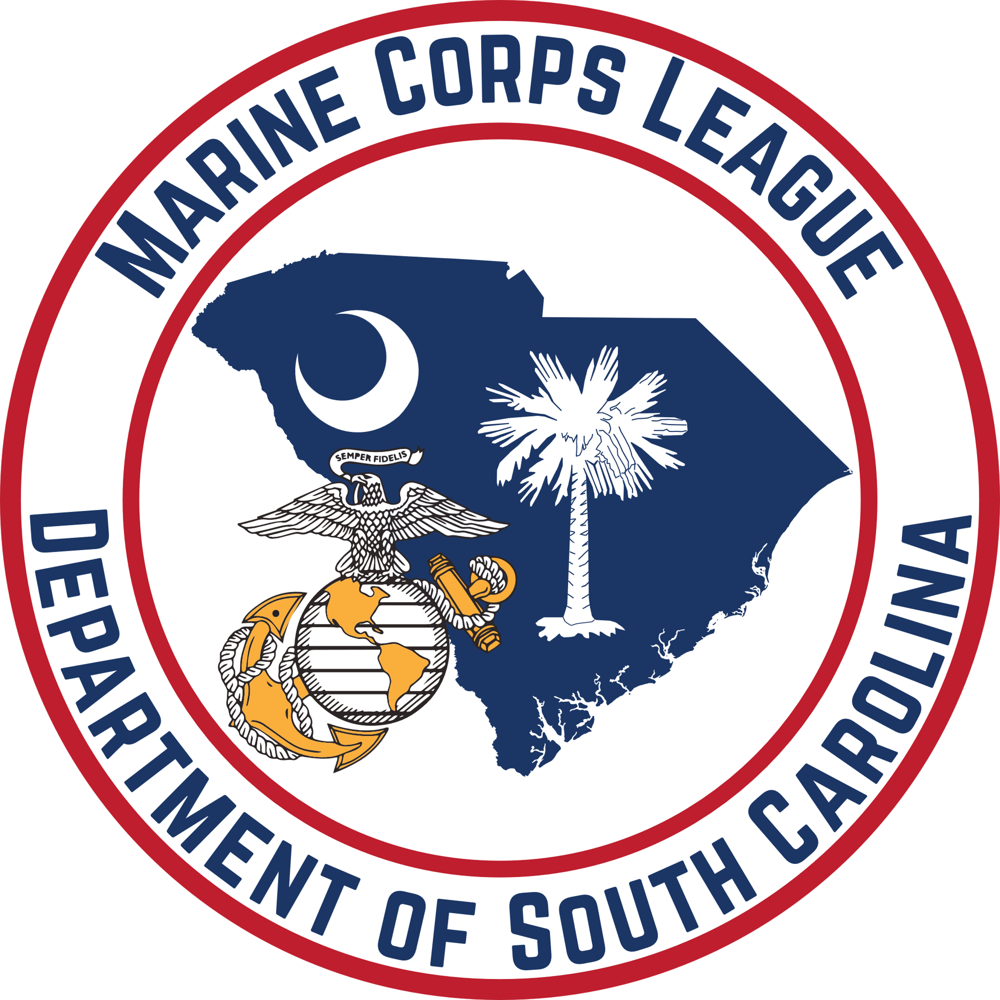 MARINE CORPS LEAGUE
SEMPER FIDELIS
DEPARTMENT OF SOUTH CAROLINA